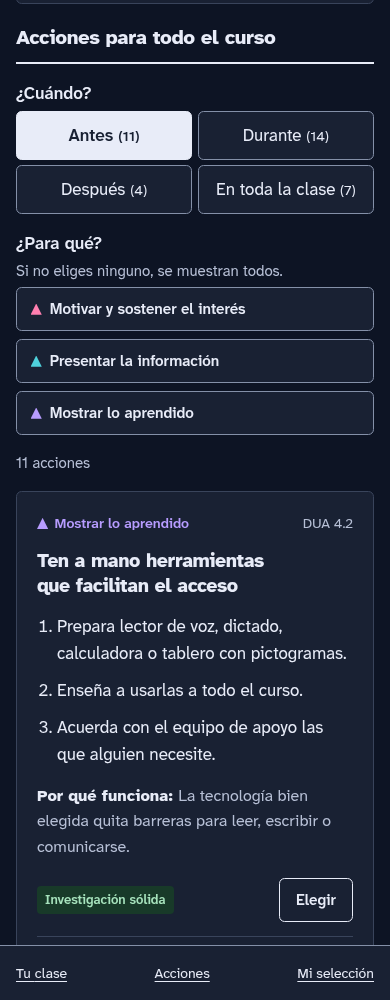 Acciones para todo el curso
¿Cuándo?
Antes (11)
Durante (14)
Después (4)
En toda la clase (7)
¿Para qué?
Si no eliges ninguno, se muestran todos.
Motivar y sostener el interés
Presentar la información
Mostrar lo aprendido
11 acciones
Mostrar lo aprendido
DUA 4.2
Ten a mano herramientas
que facilitan el acceso
1. Prepara lector de voz, dictado,
calculadora o tablero con pictogramas.
2. Enseña a usarlas a todo el curso.
3. Acuerda con el equipo de apoyo las
que alguien necesite.
Por qué funciona: La tecnología bien
elegida quita barreras para leer, escribir o
comunicarse.
Investigación sólida
Elegir
Tu clase
Acciones
Mi selección